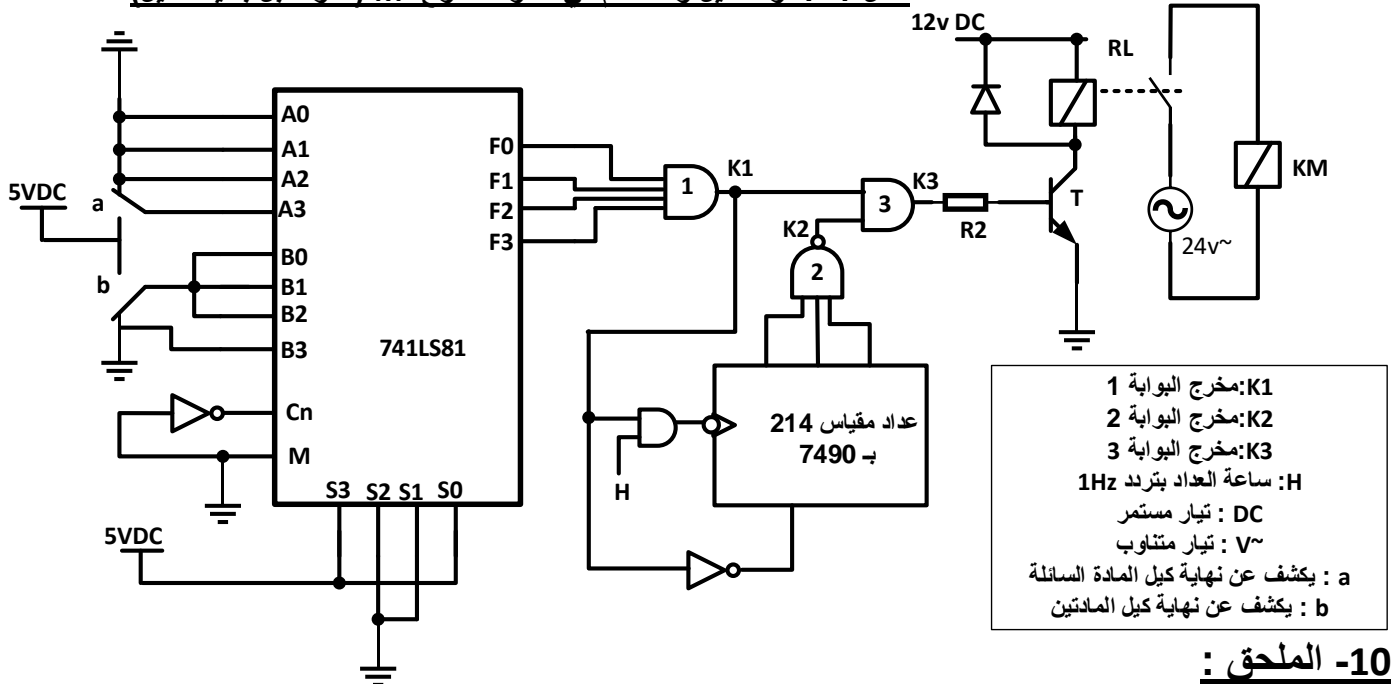 12v DC
RL
A0
A1
A2
A3
B0
B1
B2
B3
Cn
M
F0
F1
F2
F3
741LS81
S3 S2 S1 S0
5VDC
a
b
5VDC
1
K1
K2
2
3
K3
R2
T
24v~
KM
H
عداد مقياس 214
بـ 7490
K1:مخرج البوابة 1
K2:مخرج البوابة 2
K3:مخرج البوابة 3
H: ساعة العداد بتردد 1Hz
DC : تيار مستمر
V~ : تيار متناوب
a : يكشف عن نهاية كيل المادة السائلة
b : يكشف عن نهاية كيل المادتين
10- الملحق :